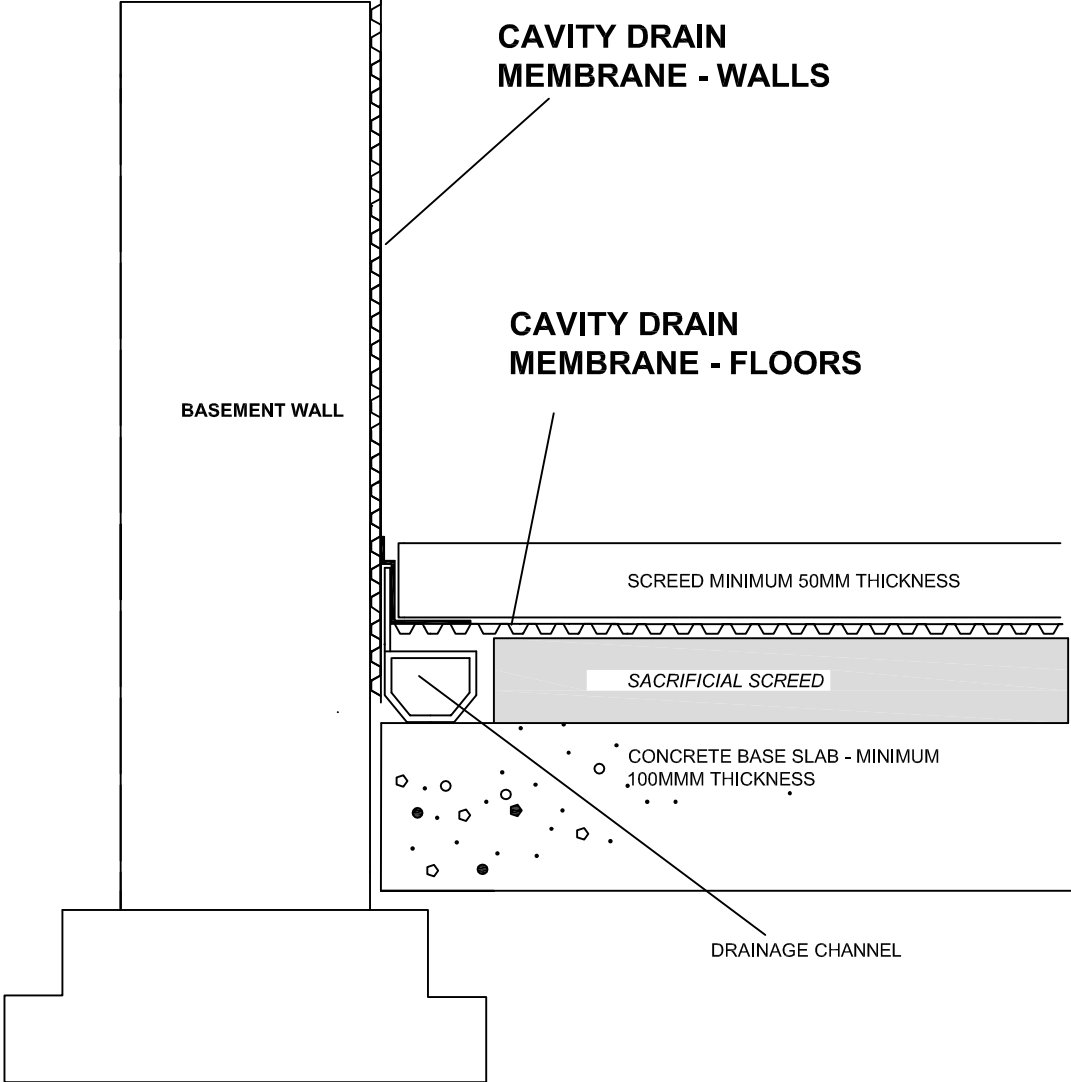 CAVITY DRAIN
MEMBRANE - WALLS
CAVITY DRAIN
MEMBRANE - FLOORS
BASEMENT WALL
SCREED MINIMUM 50MM THICKNESS
SACRIFICIAL SCREED
CONCRETE BASE SLAB - MINIMUM
100MMM THICKNESS
DRAINAGE CHANNEL